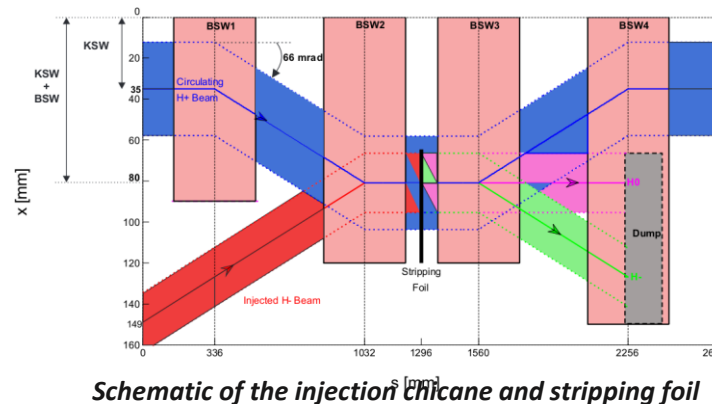 BSW1
BSW2
BSW3
BSW4
0
20
35
40
60
80
100
120
140
149
160
x [mm]
KSW
KSW
+
BSW
66 mrad
Circulating
H+ Beam
Injected H- Beam
Stripping
Foil
H0
H-
Dump
0
336
1032
1296
1560
2256
s [mm]
Schematic of the injection chicane and stripping foil